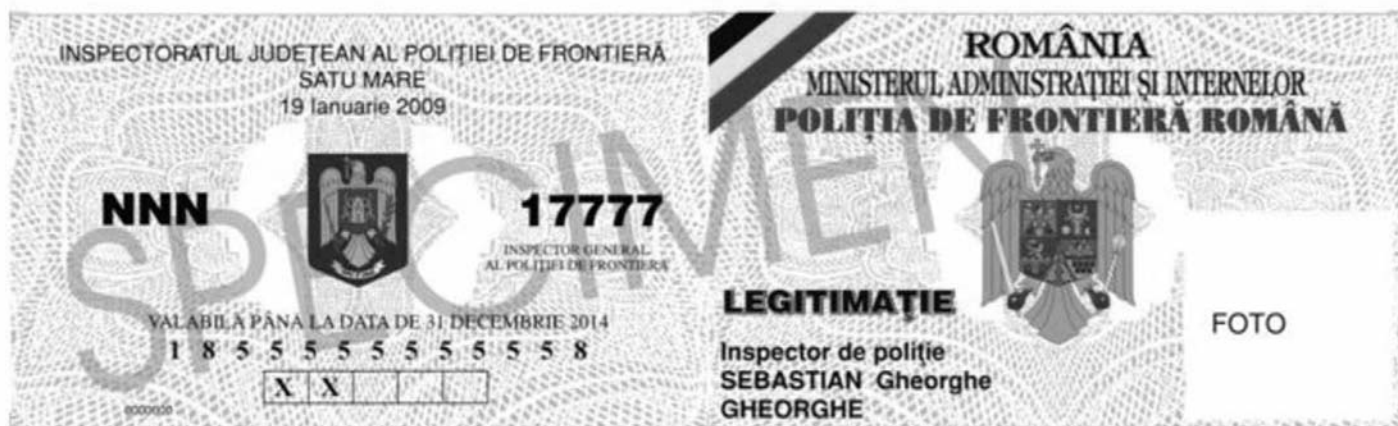 INSPECTORATUL JUDEȚEAN AL POLIȚIEI DE FRONTIERĂ
SATU MARE
19 Ianuarie 2009
NNN
17777
INSPECTOR GENERAL
AL POLIȚIEI DE FRONTIERĂ
VALABILĂ PÂNA LA DATA DE 31 DECEMBRIE 2014
1 8 5 5 5 5 5 5 5 5 5 5 8
X X
0000000
SPECIMEN
ROMÂNIA
MINISTERUL ADMINISTRAȚIEI ȘI INTERNELOR
POLIȚIA DE FRONTIERĂ ROMÂNĂ
LEGITIMAȚIE
FOTO
Inspector de poliție
SEBASTIAN Gheorghe
GHEORGHE